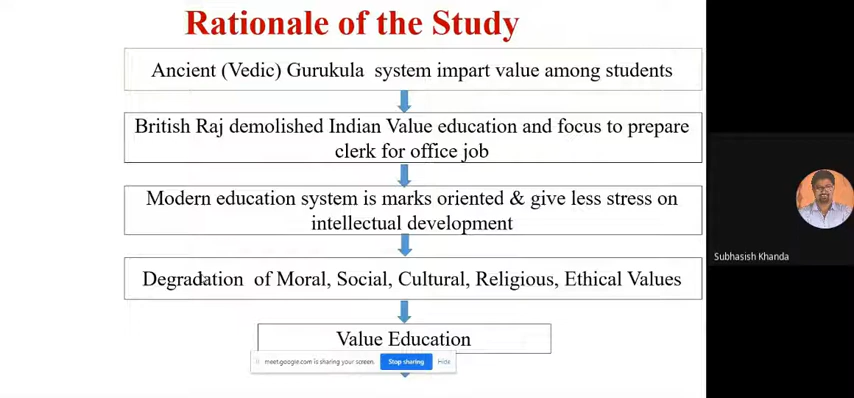 Rationale of the Study
Ancient (Vedic) Gurukula system impart value among students
British Raj demolished Indian Value education and focus to prepare
clerk for office job
Modern education system is marks oriented & give less stress on
intellectual development
Degradation of Moral, Social, Cultural, Religious, Ethical Values
Value Education
meet.google.com is sharing your screen. Stop sharing Hide
Subhasish Khanda